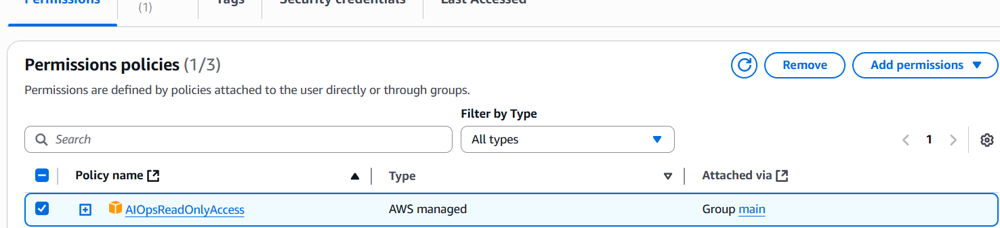 Permissions
(1)
Tags
Security credentials
Last Accessed
Permissions policies (1/3)
Remove
Add permissions
Permissions are defined by policies attached to the user directly or through groups.
Filter by Type
Search
All types
1
Policy name
Type
Attached via
AIOpsReadOnlyAccess
AWS managed
Group main